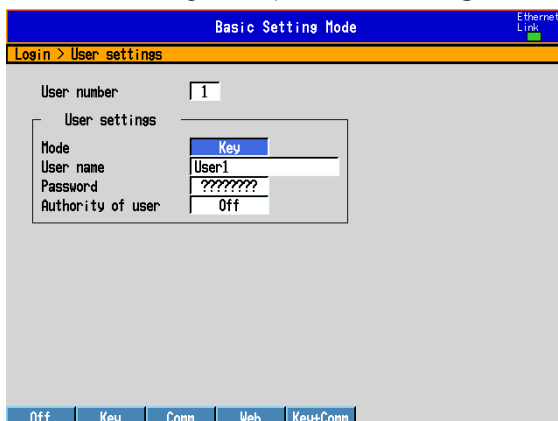 Basic Setting Mode
Ethernet
Link
Login > User settings
User number 1
User settings
Mode Key
User name User1
Password ????????
Authority of user Off
Off Key Comm Web Key+Comm